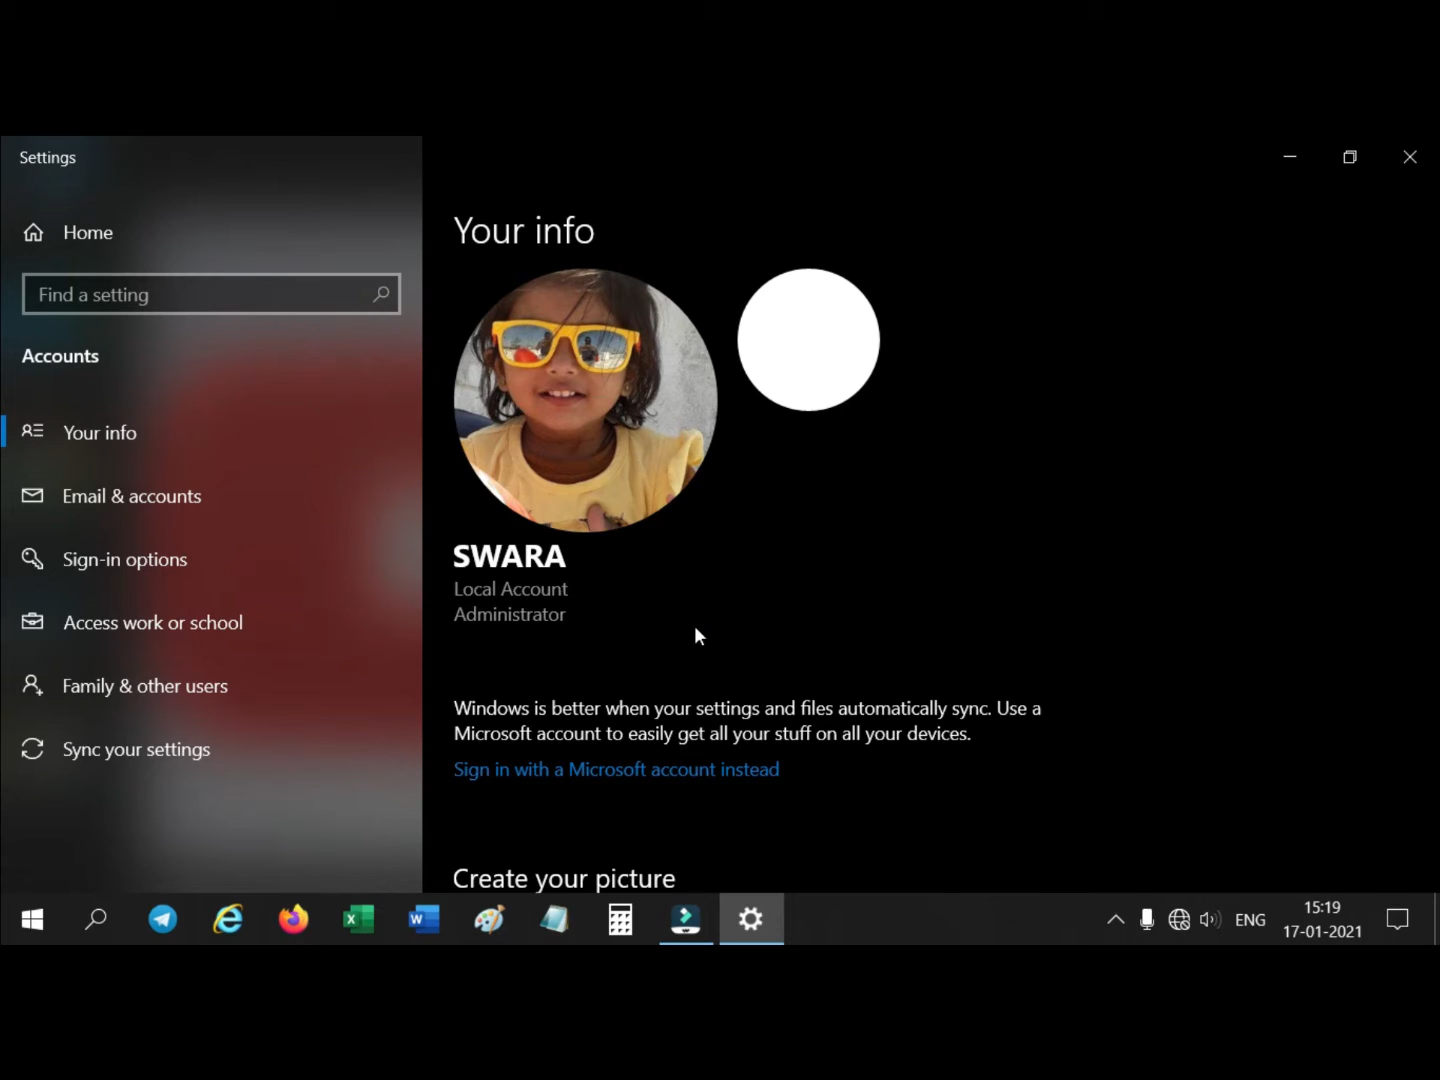 Settings
Home
Find a setting
Accounts
Your info
Email & accounts
Sign-in options
Access work or school
Family & other users
Sync your settings
Your info
SWARA
Local Account
Administrator
Windows is better when your settings and files automatically sync. Use a
Microsoft account to easily get all your stuff on all your devices.
Sign in with a Microsoft account instead
Create your picture
ENG
15:19
17-01-2021